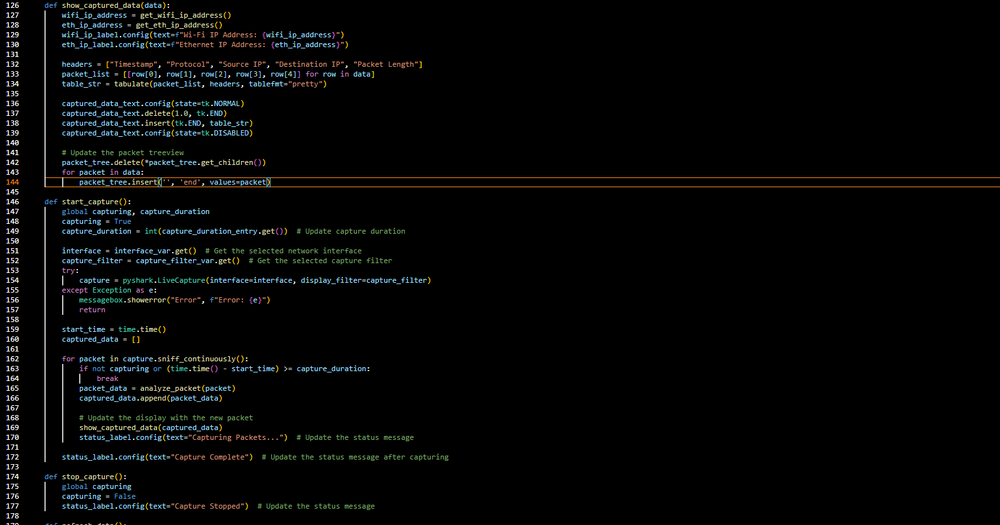 126 def show_captured_data(data):
127 wifi_ip_address = get_wifi_ip_address()
128 eth_ip_address = get_eth_ip_address()
129 wifi_ip_label.config(text=f"Wi-Fi IP Address: {wifi_ip_address}")
130 eth_ip_label.config(text=f"Ethernet IP Address: {eth_ip_address}")
131
132 headers = ["Timestamp", "Protocol", "Source IP", "Destination IP", "Packet Length"]
133 packet_list = [[row[0], row[1], row[2], row[3], row[4]] for row in data]
134 table_str = tabulate(packet_list, headers, tablefmt="pretty")
135
136 captured_data_text.config(state=tk.NORMAL)
137 captured_data_text.delete(1.0, tk.END)
138 captured_data_text.insert(tk.END, table_str)
139 captured_data_text.config(state=tk.DISABLED)
140
141 # Update the packet treeview
142 packet_tree.delete(*packet_tree.get_children())
143 for packet in data:
144 packet_tree.insert('', 'end', values=packet)
145
146 def start_capture():
147 global capturing, capture_duration
148 capturing = True
149 capture_duration = int(capture_duration_entry.get())  # Update capture duration
150
151 interface = interface_var.get()  # Get the selected network interface
152 capture_filter = capture_filter_var.get()  # Get the selected capture filter
153 try:
154 capture = pyshark.LiveCapture(interface=interface, display_filter=capture_filter)
155 except Exception as e:
156 messagebox.showerror("Error", f"Error: {e}")
157 return
158
159 start_time = time.time()
160 captured_data = []
161
162 for packet in capture.sniff_continuously():
163 if not capturing or (time.time() - start_time) >= capture_duration:
164 break
165 packet_data = analyze_packet(packet)
166 captured_data.append(packet_data)
167
168 # Update the display with the new packet
169 show_captured_data(captured_data)
170 status_label.config(text="Capturing Packets...")  # Update the status message
171
172 status_label.config(text="Capture Complete")  # Update the status message after capturing
173
174 def stop_capture():
175 global capturing
176 capturing = False
177 status_label.config(text="Capture Stopped")  # Update the status message
178